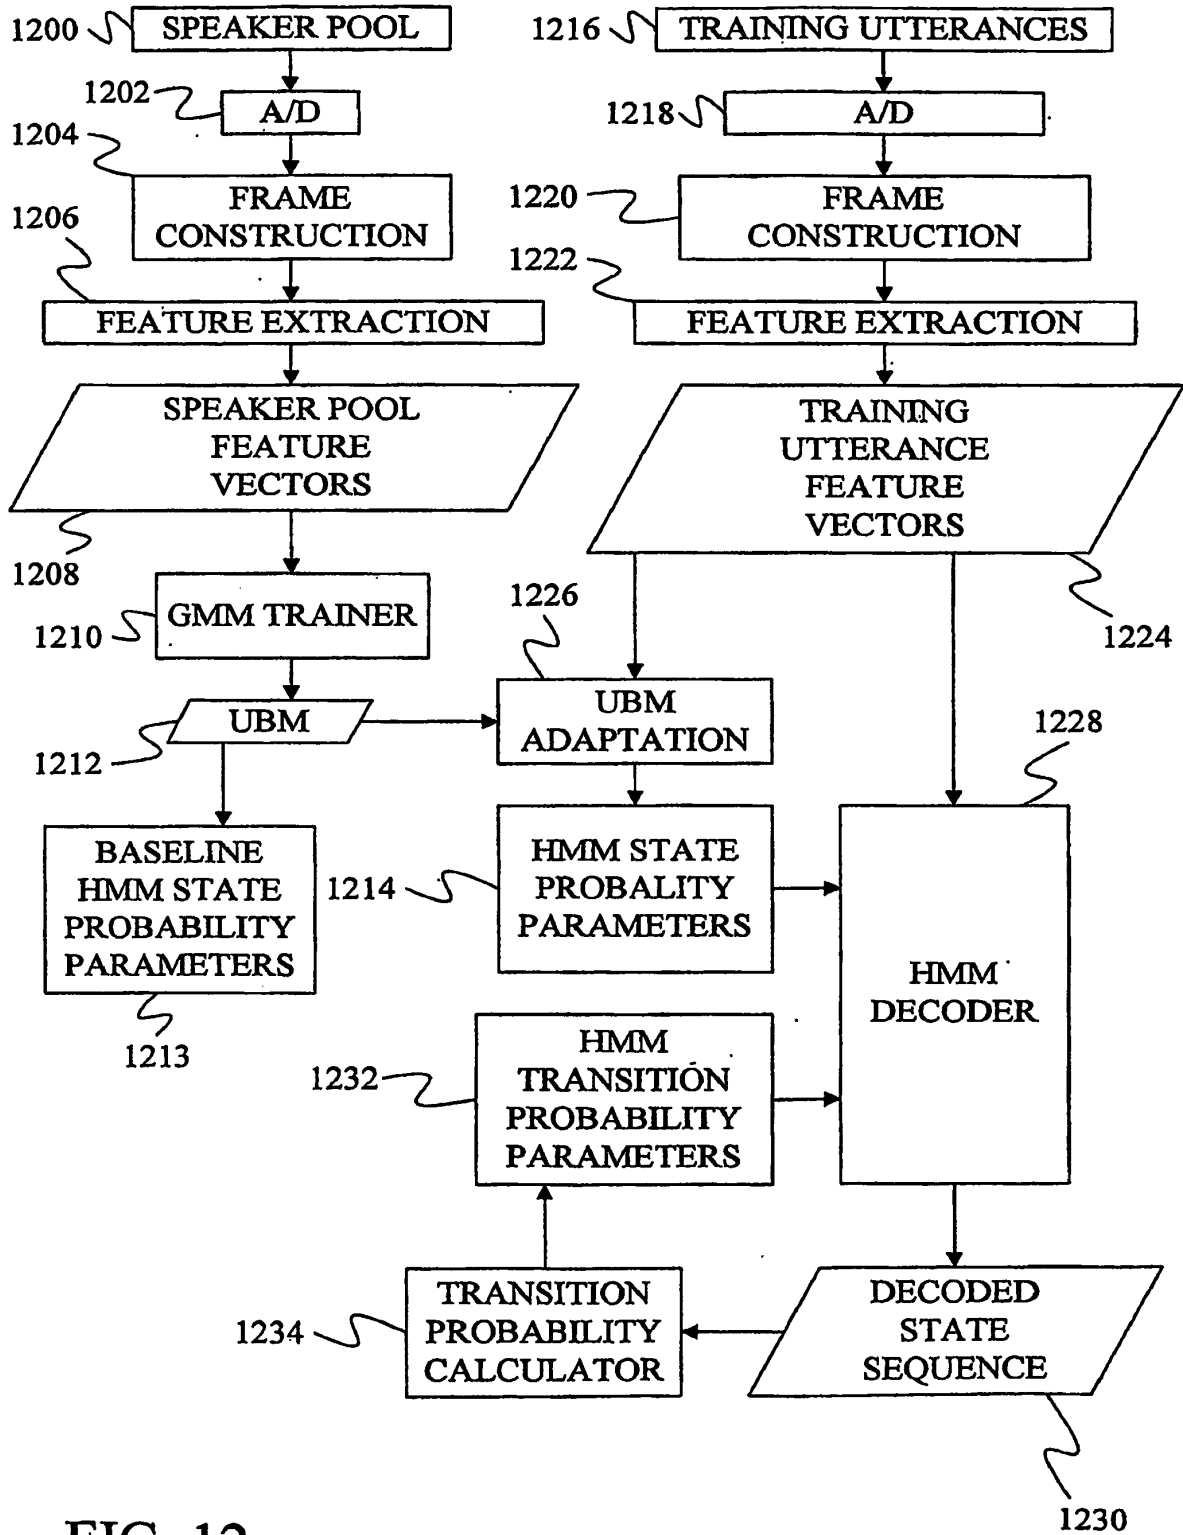 1200
SPEAKER POOL
1216
TRAINING UTTERANCES
1202
A/D
1218
A/D
1204
FRAME
CONSTRUCTION
1220
FRAME
CONSTRUCTION
1206
FEATURE EXTRACTION
1222
FEATURE EXTRACTION
SPEAKER POOL
FEATURE
VECTORS
1208
TRAINING
UTTERANCE
FEATURE
VECTORS
1224
1210
GMM TRAINER
1226
UBM
ADAPTATION
1212
UBM
1228
BASELINE
HMM STATE
PROBABILITY
PARAMETERS
1213
1214
HMM STATE
PROBALITY
PARAMETERS
HMM
DECODER
1232
HMM
TRANSITION
PROBABILITY
PARAMETERS
1234
TRANSITION
PROBABILITY
CALCULATOR
DECODED
STATE
SEQUENCE
1230
FIG. 12